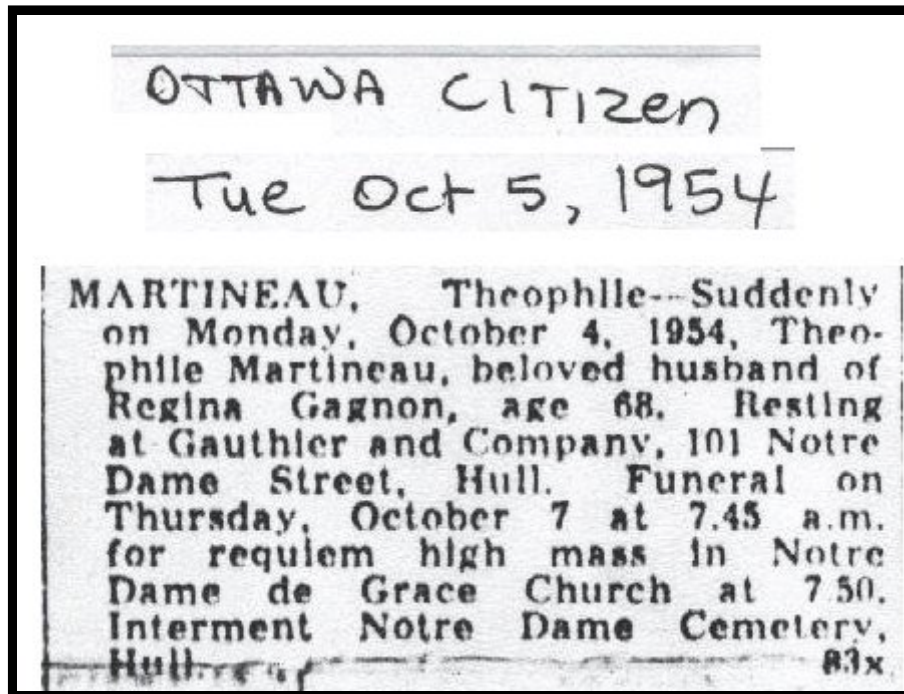 OTTAWA CITIZEN
Tue Oct 5, 1954
MARTINEAU, Theophile--Suddenly
on Monday, October 4, 1954, Theo-
phile Martineau, beloved husband of
Regina Gagnon, age 68. Resting
at Gauthier and Company, 101 Notre
Dame Street, Hull. Funeral on
Thursday, October 7 at 7.45 a.m.
for requiem high mass in Notre
Dame de Grace Church at 7.50.
Interment Notre Dame Cemetery,
Hull. 83x